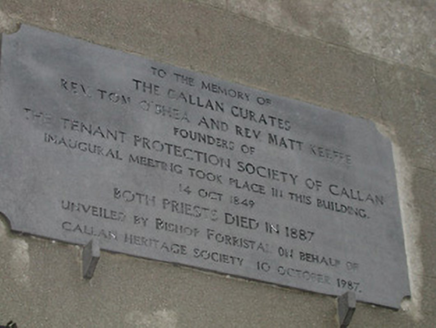 TO THE MEMORY OF
THE CALLAN CURATES
REV. TOM O'SHEA AND REV. MATT KEEFFE
FOUNDERS OF
THE TENANT PROTECTION SOCIETY OF CALLAN
INAUGURAL MEETING TOOK PLACE IN THIS BUILDING.
14 OCT 1849
BOTH PRIESTS DIED IN 1887
UNVEILED BY BISHOP FORRISTAL ON BEHALF OF
CALLAN HERITAGE SOCIETY 10 OCTOBER 1987.